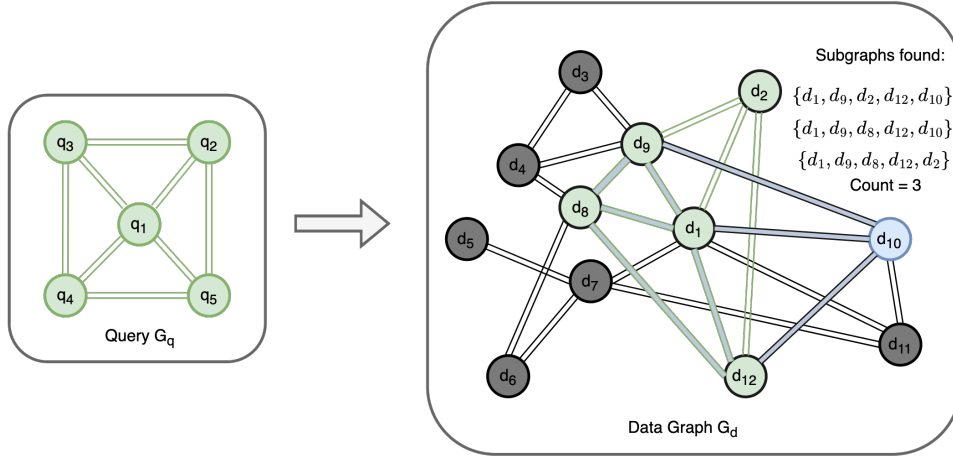 q3
q2
q1
q4
q5
Query Gq
Subgraphs found:
{d1, d9, d2, d12, d10}
{d1, d9, d8, d12, d10}
{d1, d9, d8, d12, d2}
Count = 3
d3
d2
d9
d4
d8
d1
d5
d10
d7
d11
d6
d12
Data Graph Gd